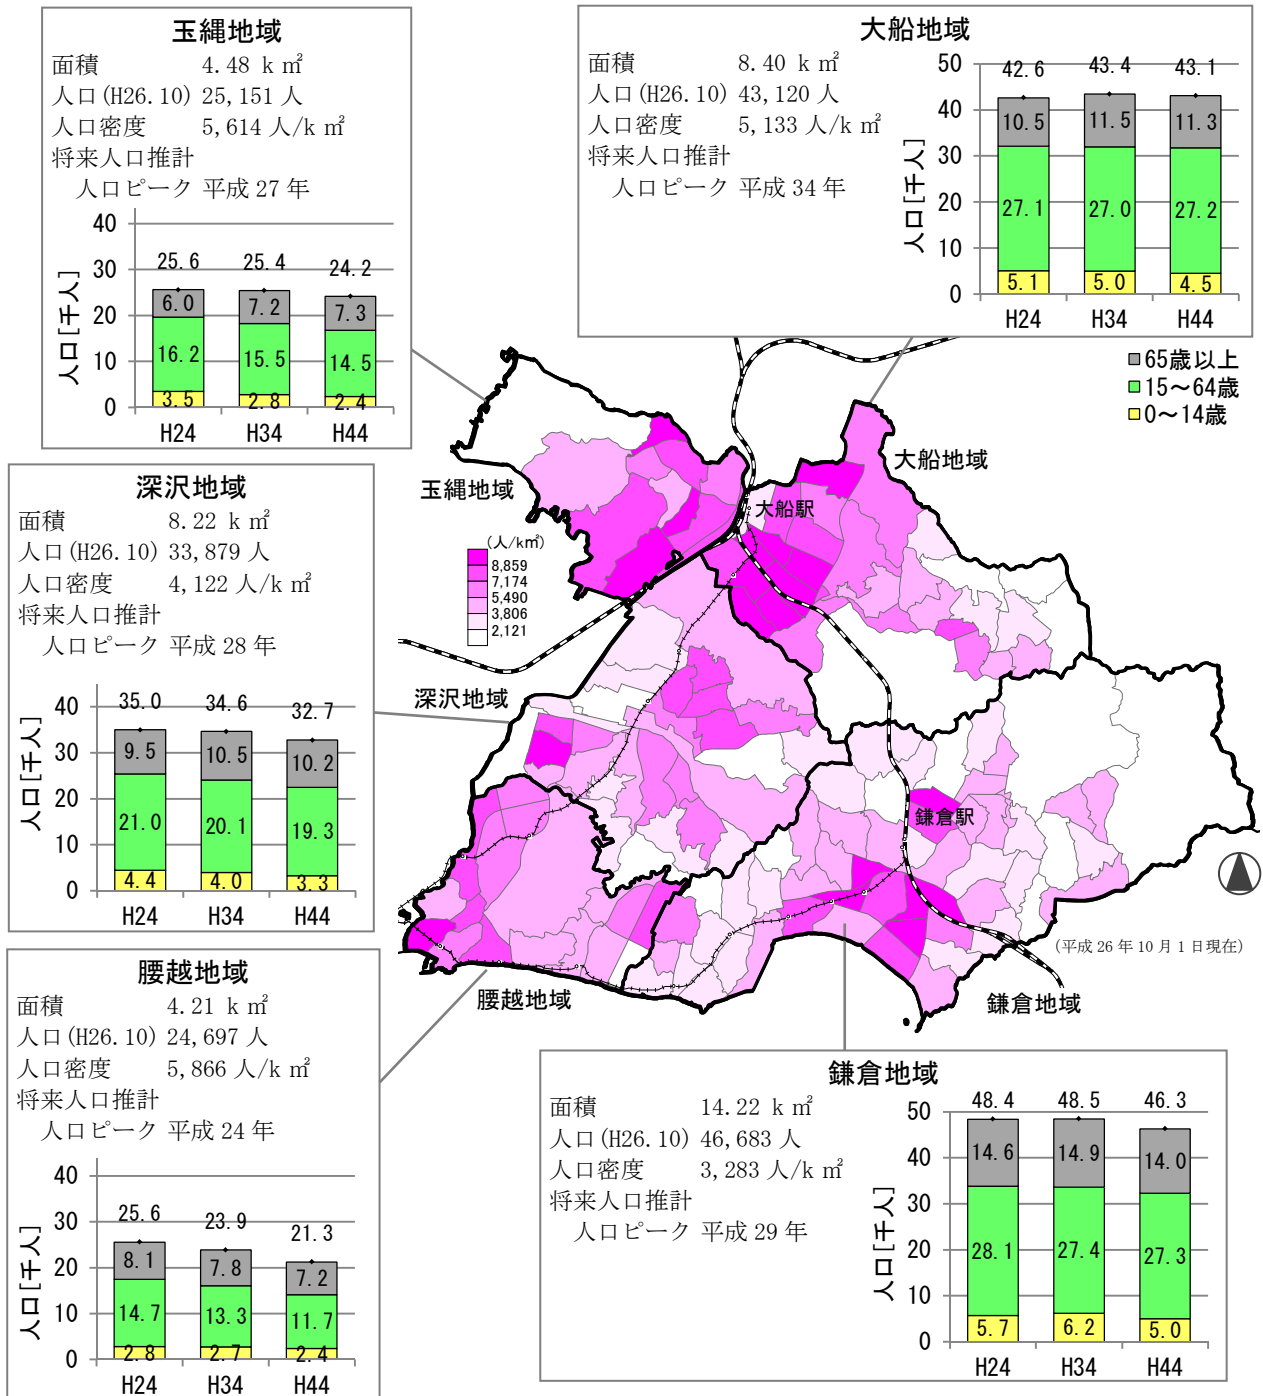 玉縄地域
面積 4.48 k㎡
人口(H26.10) 25,151 人
人口密度 5,614 人/k㎡
将来人口推計
人口ピーク 平成 27 年
人口[千人]
40
30
20
10
0
25.6 25.4 24.2
6.0 7.2 7.3
16.2 15.5 14.5
3.5 2.8 2.4
H24 H34 H44
大船地域
面積 8.40 k㎡
人口(H26.10) 43,120 人
人口密度 5,133 人/k㎡
将来人口推計
人口ピーク 平成 34 年
人口[千人]
50
40
30
20
10
0
42.6 43.4 43.1
10.5 11.5 11.3
27.1 27.0 27.2
5.1 5.0 4.5
H24 H34 H44
65歳以上
15～64歳
0～14歳
深沢地域
面積 8.22 k㎡
人口(H26.10) 33,879 人
人口密度 4,122 人/k㎡
将来人口推計
人口ピーク 平成 28 年
人口[千人]
40
30
20
10
0
35.0 34.6 32.7
9.5 10.5 10.2
21.0 20.1 19.3
4.4 4.0 3.3
H24 H34 H44
玉縄地域
大船地域
大船駅
(人/k㎡)
8,859
7,174
5,490
3,806
2,121
深沢地域
鎌倉駅
(平成 26 年 10 月 1 日現在)
腰越地域
鎌倉地域
腰越地域
面積 4.21 k㎡
人口(H26.10) 24,697 人
人口密度 5,866 人/k㎡
将来人口推計
人口ピーク 平成 24 年
人口[千人]
40
30
20
10
0
25.6 23.9 21.3
8.1 7.8 7.2
14.7 13.3 11.7
2.8 2.7 2.4
H24 H34 H44
鎌倉地域
面積 14.22 k㎡
人口(H26.10) 46,683 人
人口密度 3,283 人/k㎡
将来人口推計
人口ピーク 平成 29 年
人口[千人]
50
40
30
20
10
0
48.4 48.5 46.3
14.6 14.9 14.0
28.1 27.4 27.3
5.7 6.2 5.0
H24 H34 H44